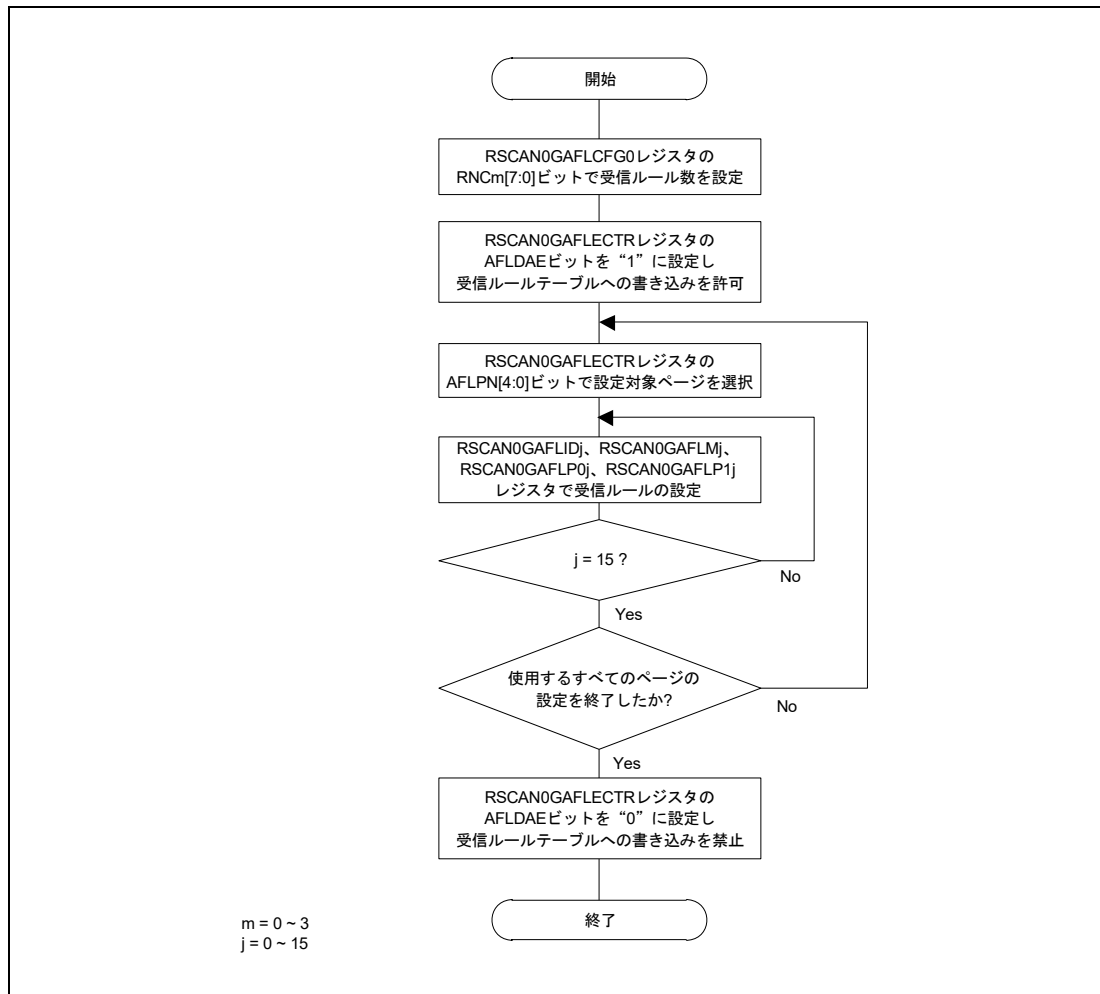 開始
RSCAN0GAFLCFG0レジスタの
RNCm[7:0]ビットで受信ルール数を設定
RSCAN0GAFLECTRレジスタの
AFLDAEビットを“1”に設定し
受信ルールテーブルへの書き込みを許可
RSCAN0GAFLECTRレジスタの
AFLPN[4:0]ビットで設定対象ページを選択
RSCAN0GAFLIDj、RSCAN0GAFLMj、
RSCAN0GAFLP0j、RSCAN0GAFLP1j
レジスタで受信ルールの設定
j = 15 ?
No
Yes
使用するすべてのページの
設定を終了したか?
No
Yes
RSCAN0GAFLECTRレジスタの
AFLDAEビットを“0”に設定し
受信ルールテーブルへの書き込みを禁止
終了
m = 0 ~ 3
j = 0 ~ 15